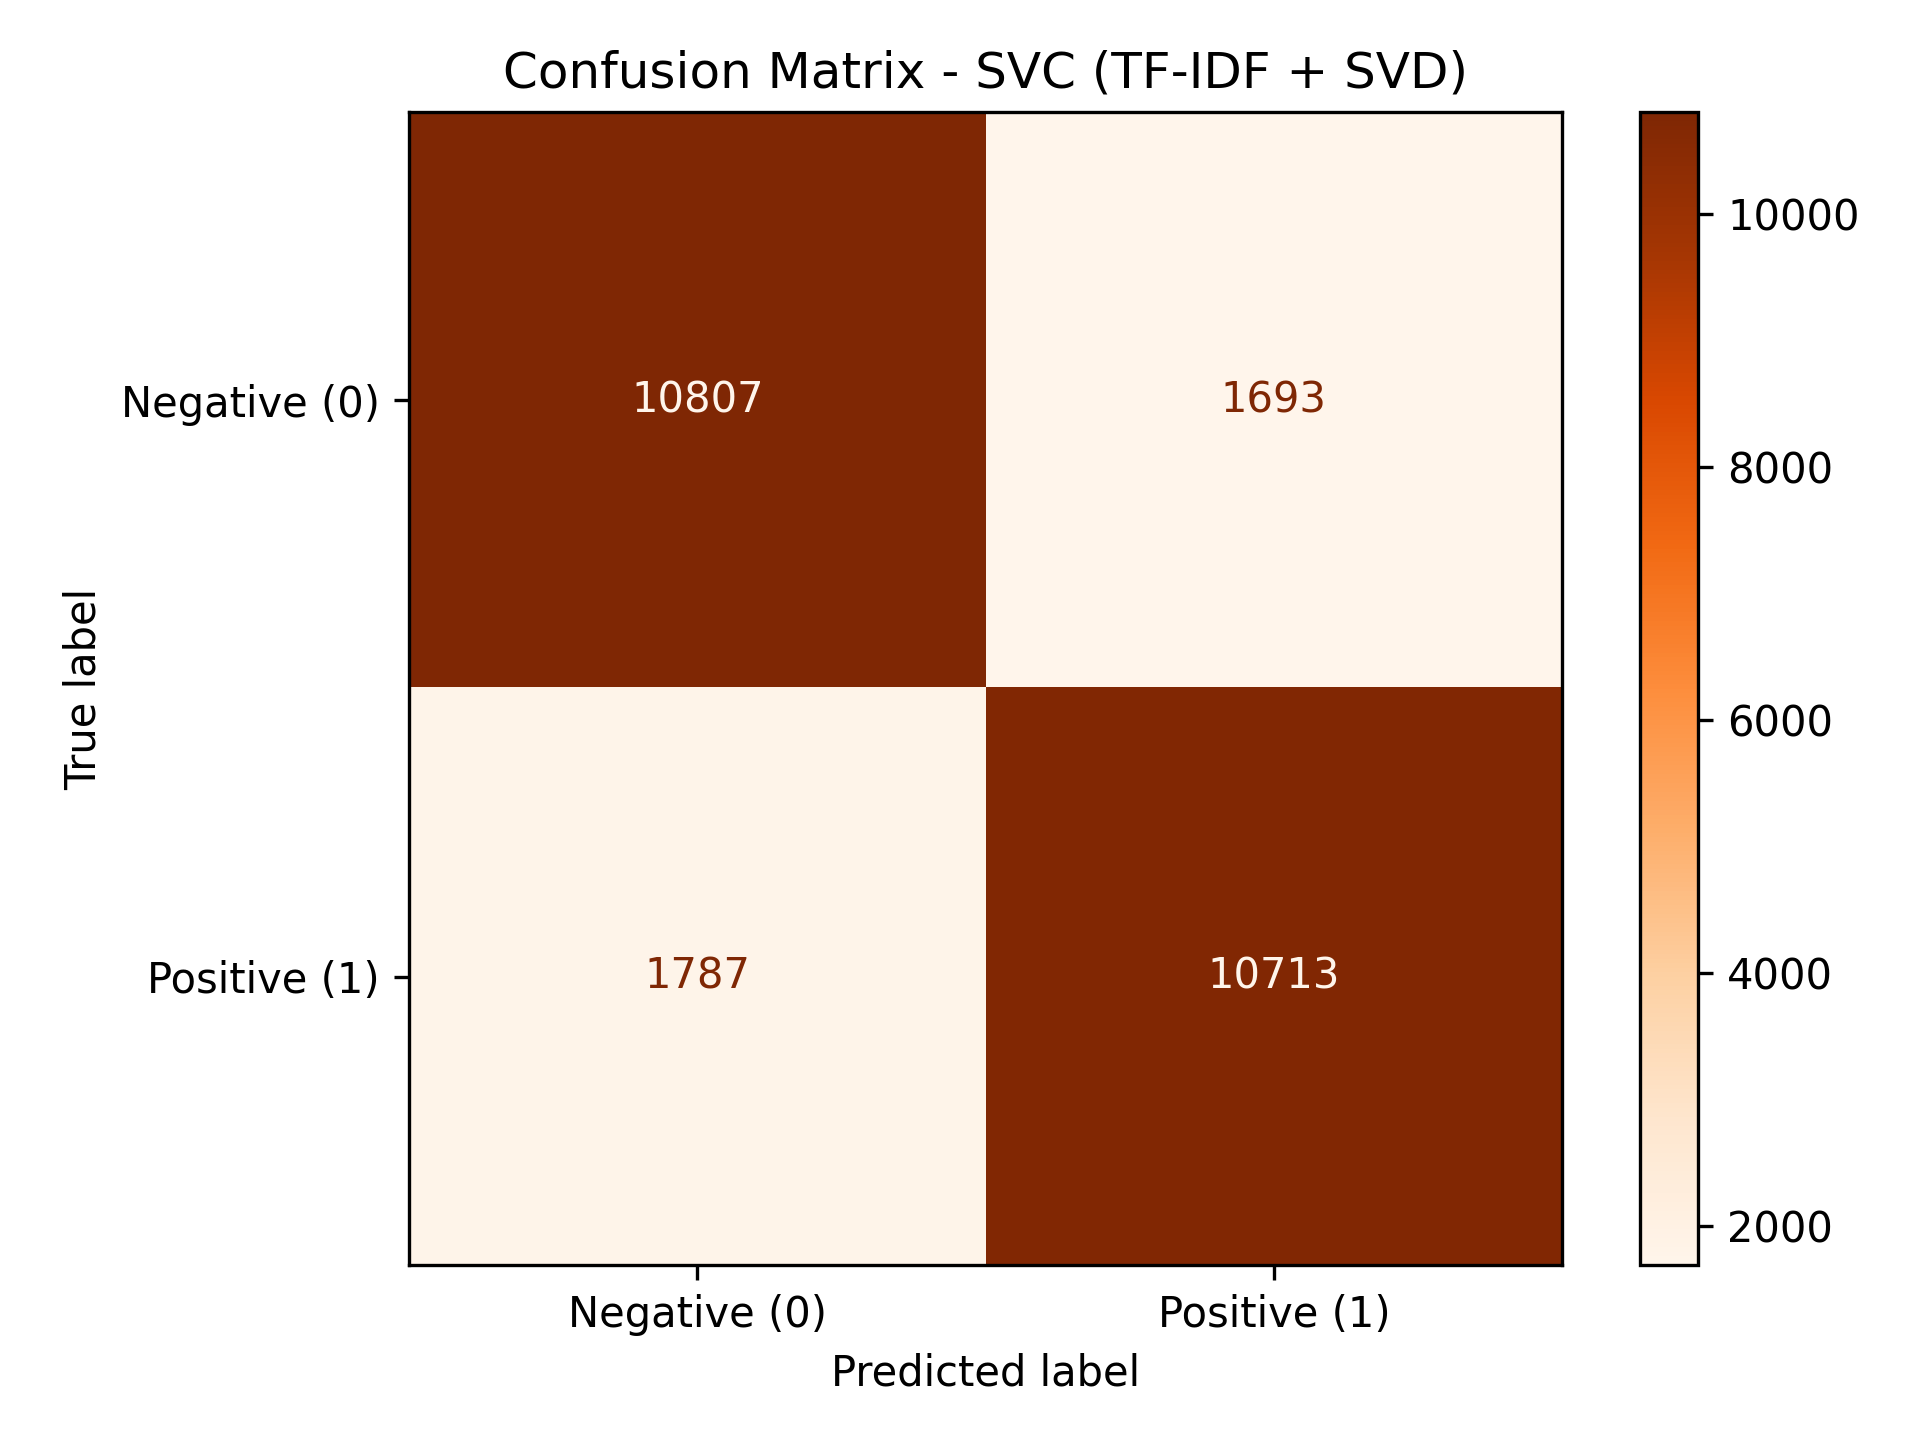 Confusion Matrix - SVC (TF-IDF + SVD)
Negative (0)
10807
1693
Positive (1)
1787
10713
True label
Negative (0)
Positive (1)
Predicted label
10000
8000
6000
4000
2000